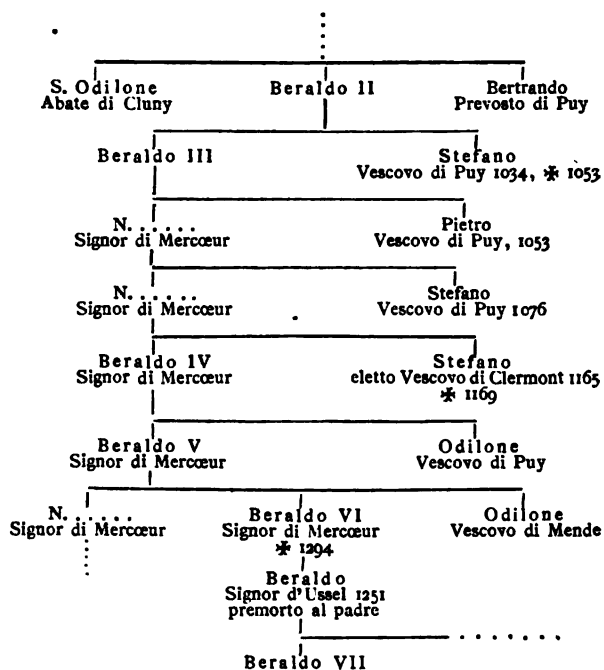 S. Odilone Beraldo II Bertrando
Abate di Cluny Prevosto di Puy
Beraldo III Stefano
Vescovo di Puy 1034, ✠ 1053
N. . . . . . . Pietro
Signor di Mercœur Vescovo di Puy, 1053
N. . . . . . . Stefano
Signor di Mercœur Vescovo di Puy 1076
Beraldo IV Stefano
Signor di Mercœur eletto Vescovo di Clermont 1165
✠ 1169
Beraldo V Odilone
Signor di Mercœur Vescovo di Puy
N. . . . . . . Beraldo VI Odilone
Signor di Mercœur Signor di Mercœur Vescovo di Mende
✠ 1294
Beraldo
Signor d'Ussel 1251
premorto al padre
Beraldo VII